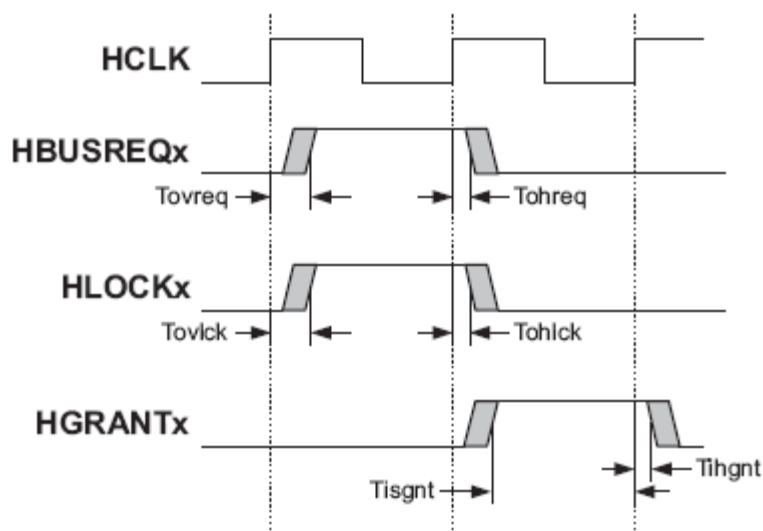 HCLK
HBUSREQx
Tovreq
Tohreq
HLOCKx
Tovlck
Tohlck
HGRANTx
Tisgnt
Tihgnt